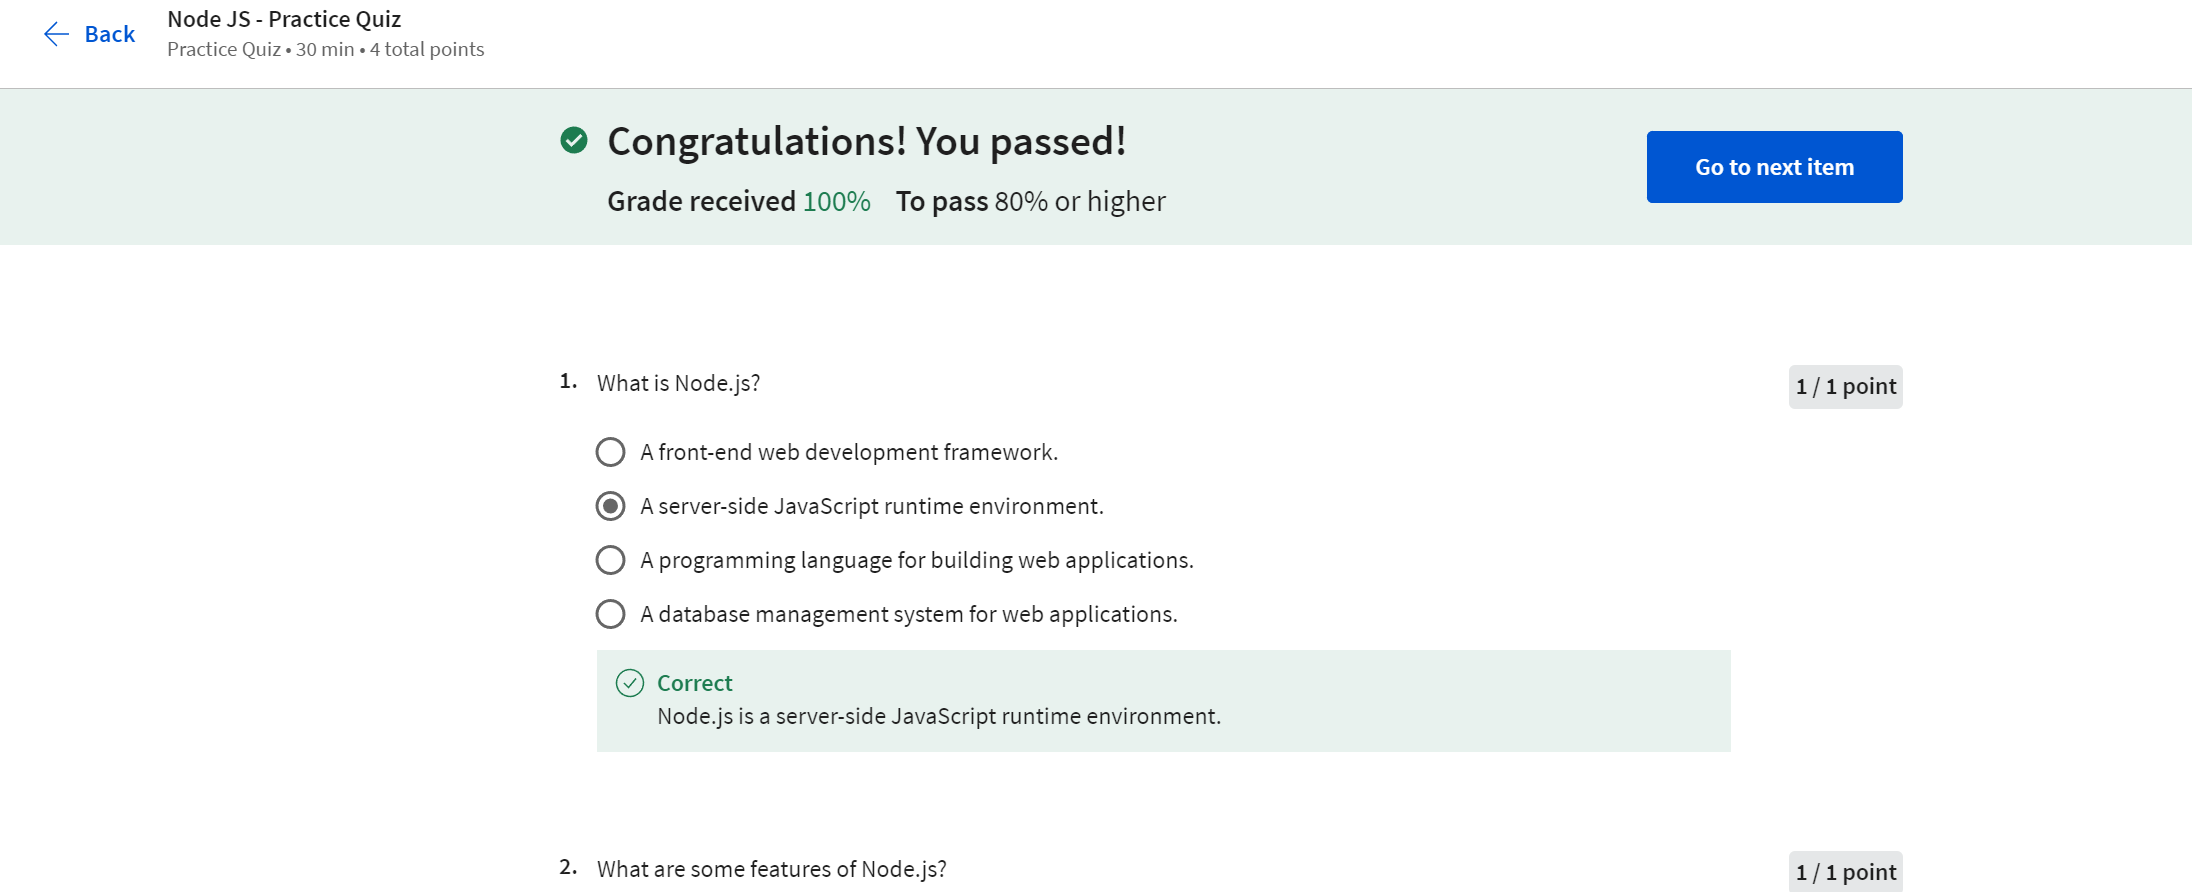 Back
Node JS - Practice Quiz
Practice Quiz • 30 min • 4 total points
Congratulations! You passed!
Grade received 100% To pass 80% or higher
Go to next item
1. What is Node.js?
1 / 1 point
A front-end web development framework.
A server-side JavaScript runtime environment.
A programming language for building web applications.
A database management system for web applications.
Correct
Node.js is a server-side JavaScript runtime environment.
2. What are some features of Node.js?
1 / 1 point